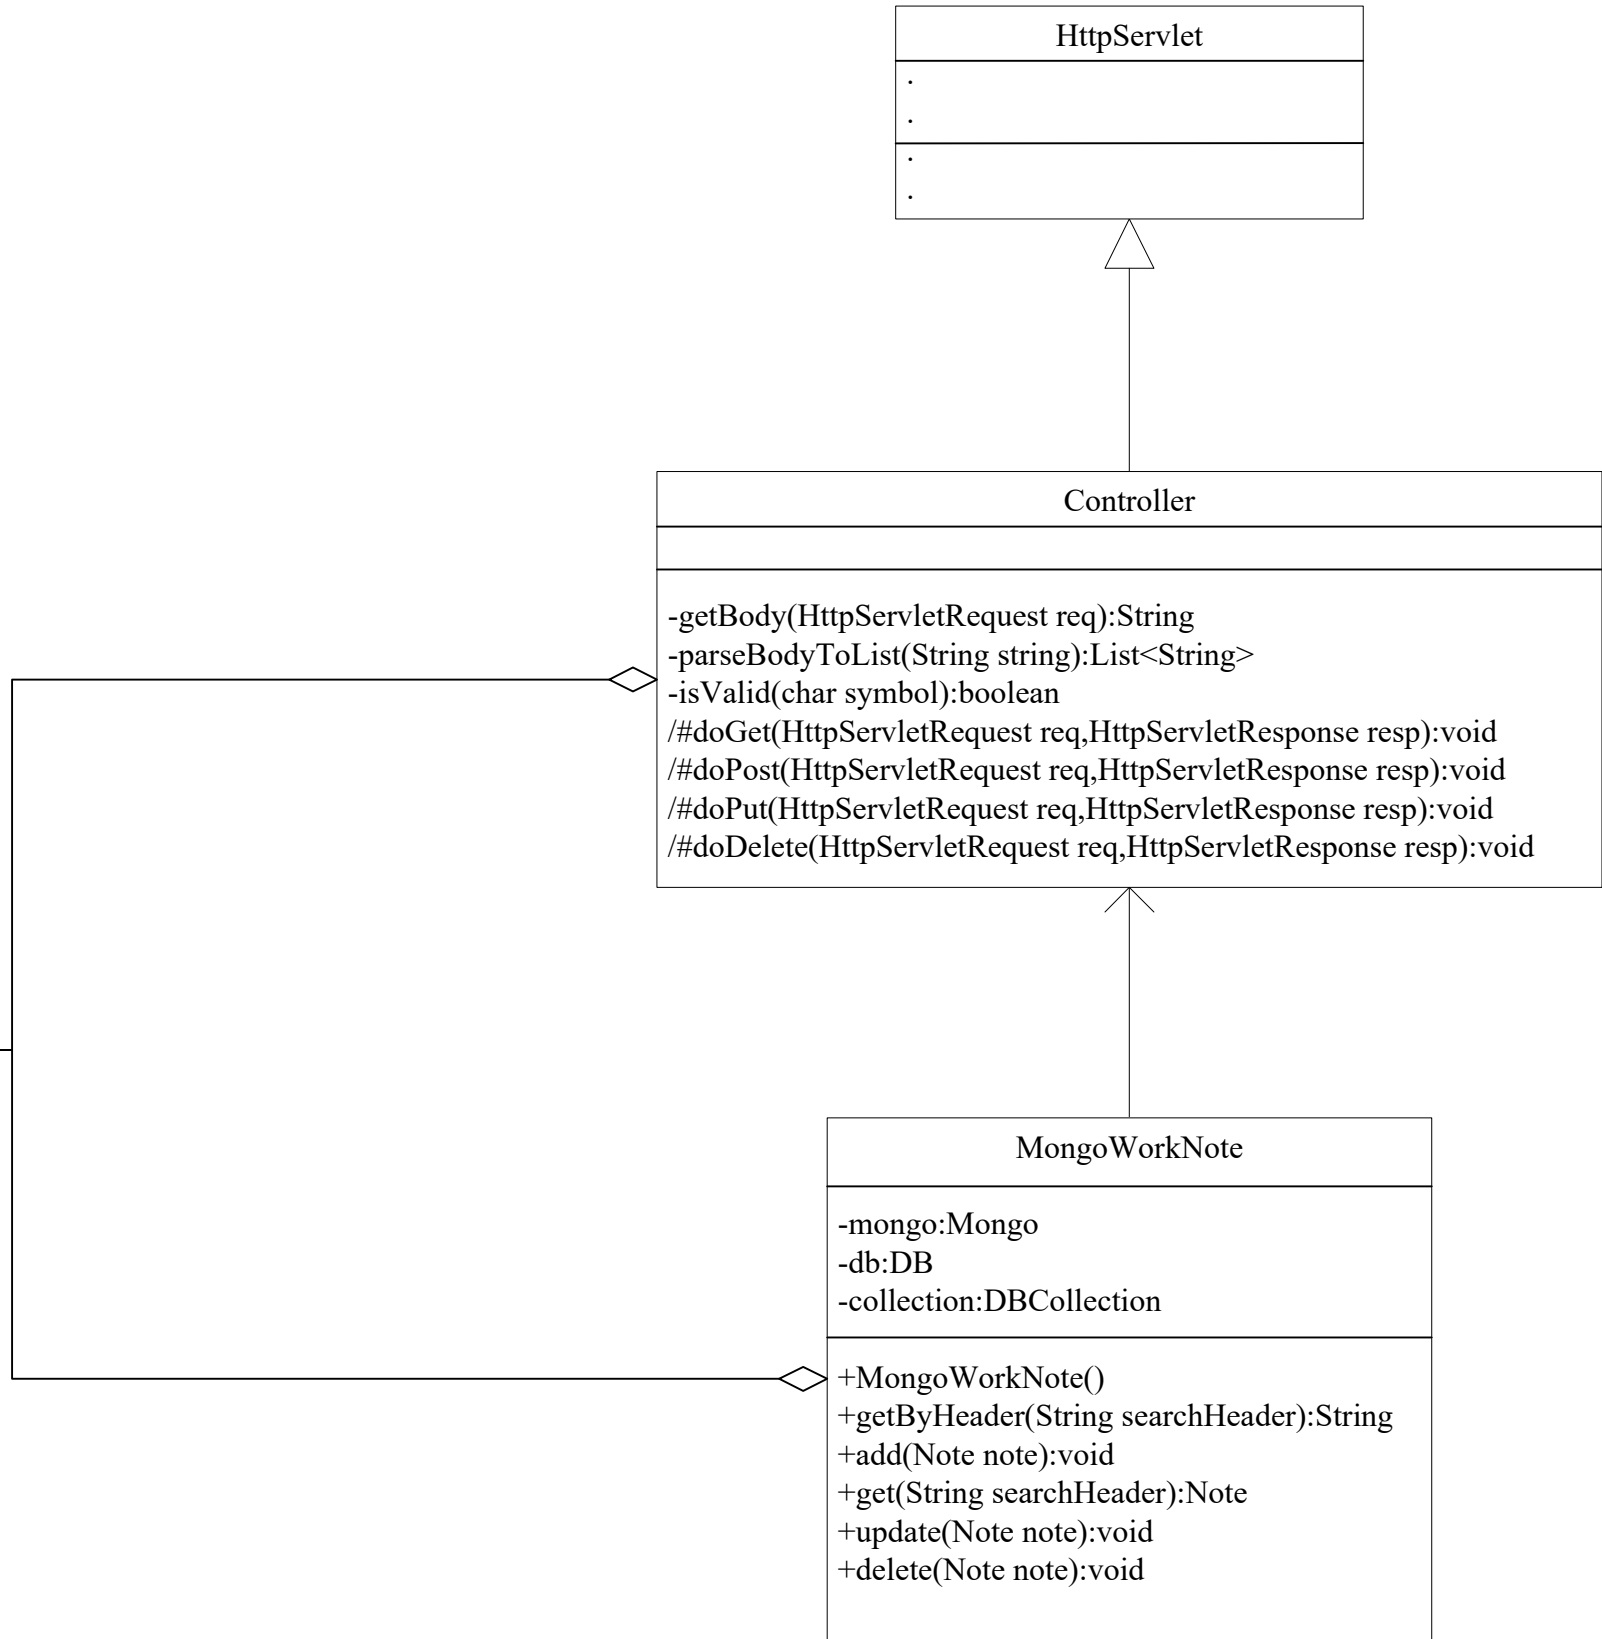 HttpServlet
.
.
.
.
Controller
-getBody(HttpServletRequest req):String
-parseBodyToList(String string):List<String>
-isValid(char symbol):boolean
/#doGet(HttpServletRequest req,HttpServletResponse resp):void
/#doPost(HttpServletRequest req,HttpServletResponse resp):void
/#doPut(HttpServletRequest req,HttpServletResponse resp):void
/#doDelete(HttpServletRequest req,HttpServletResponse resp):void
MongoWorkNote
-mongo:Mongo
-db:DB
-collection:DBCollection
+MongoWorkNote()
+getByHeader(String searchHeader):String
+add(Note note):void
+get(String searchHeader):Note
+update(Note note):void
+delete(Note note):void